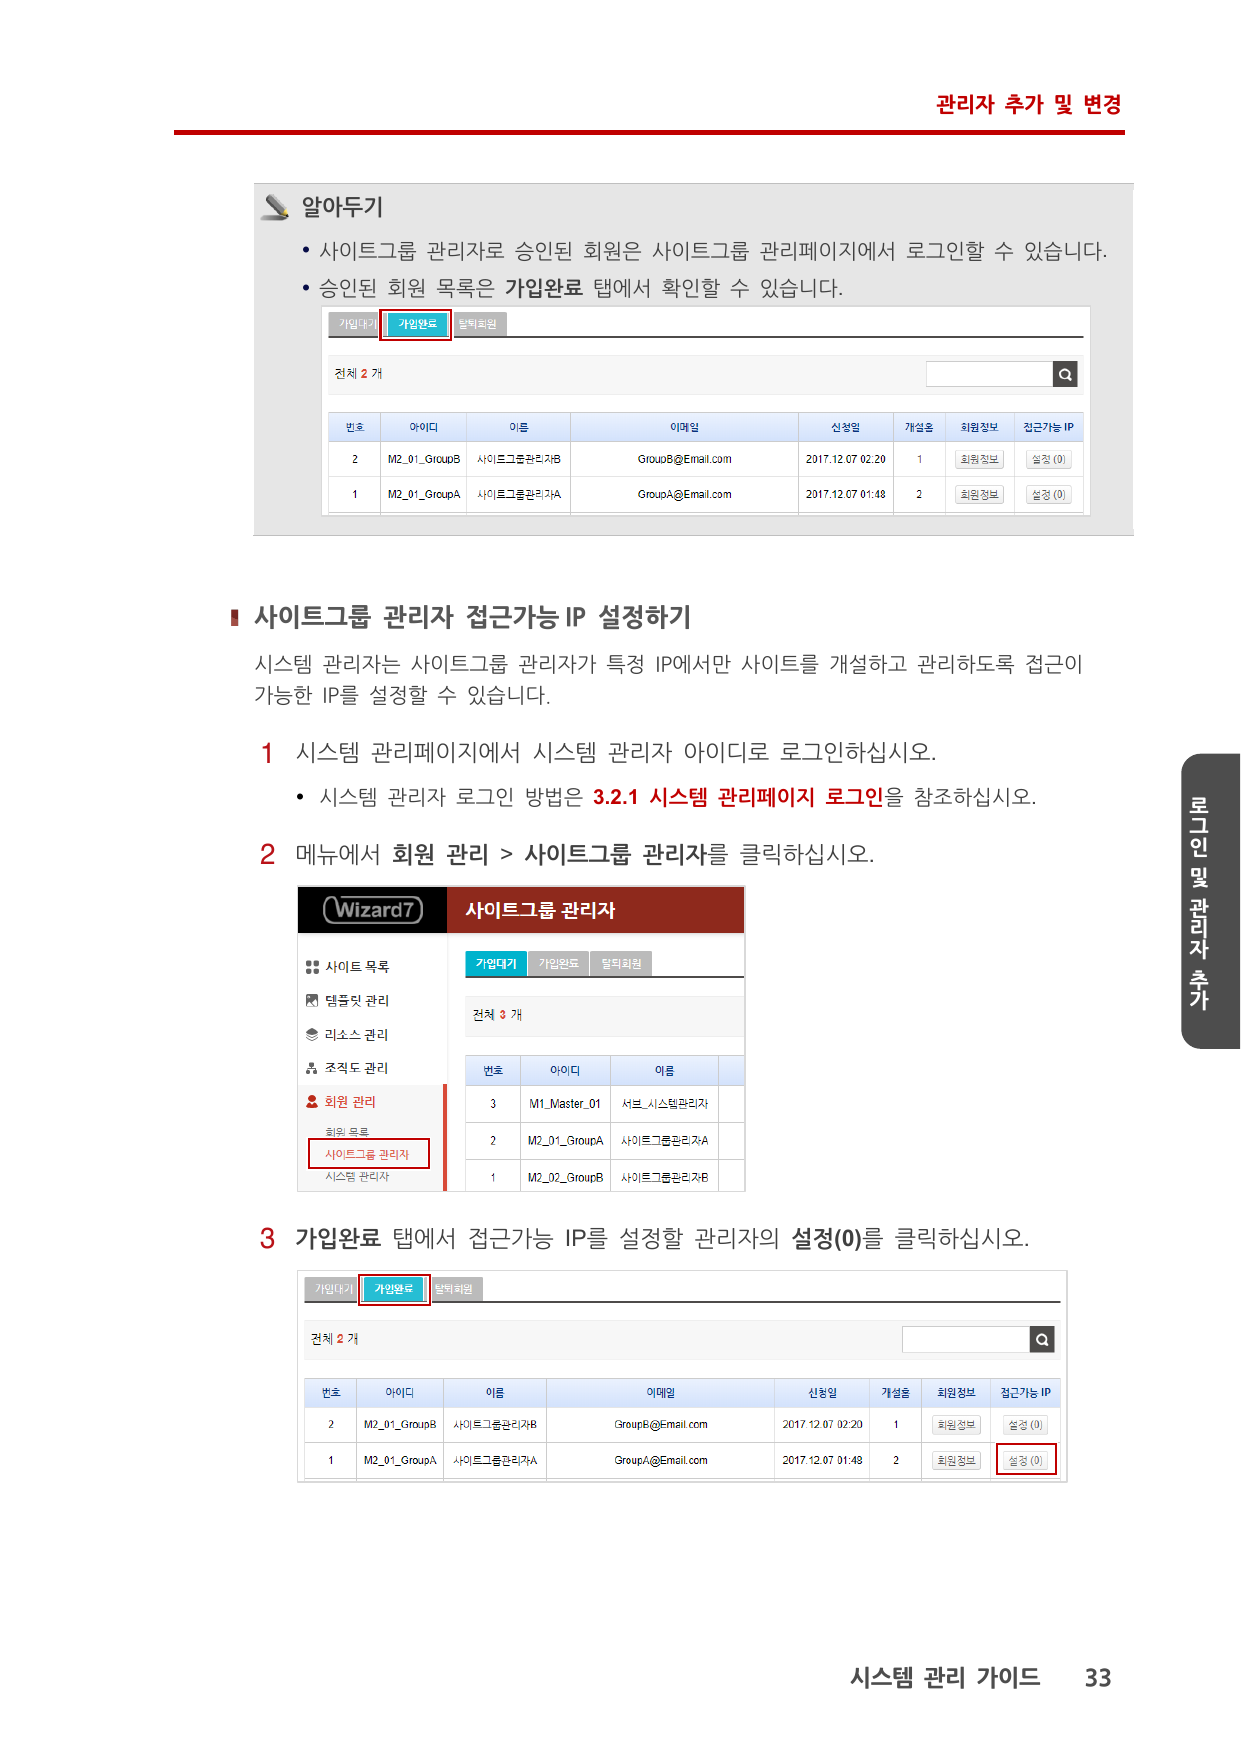 관리자 추가 및 변경
알아두기
• 사이트그룹 관리자로 승인된 회원은 사이트그룹 관리페이지에서 로그인할 수 있습니다.
• 승인된 회원 목록은 가입완료 탭에서 확인할 수 있습니다.
가입대기 가입완료 탈퇴회원
전체 2 개
번호 아이디 이름 이메일 신청일 개설홈 회원정보 접근가능 IP
2 M2_01_GroupB 사이트그룹관리자B GroupB@Email.com 2017.12.07 02:20 1 회원정보 설정 (0)
1 M2_01_GroupA 사이트그룹관리자A GroupA@Email.com 2017.12.07 01:48 2 회원정보 설정 (0)
사이트그룹 관리자 접근가능 IP 설정하기
시스템 관리자는 사이트그룹 관리자가 특정 IP에서만 사이트를 개설하고 관리하도록 접근이
가능한 IP를 설정할 수 있습니다.
1 시스템 관리페이지에서 시스템 관리자 아이디로 로그인하십시오.
• 시스템 관리자 로그인 방법은 3.2.1 시스템 관리페이지 로그인을 참조하십시오.
2 메뉴에서 회원 관리 > 사이트그룹 관리자를 클릭하십시오.
Wizard7 사이트그룹 관리자
사이트 목록
템플릿 관리
리소스 관리
조직도 관리
회원 관리
회원 목록
사이트그룹 관리자
시스템 관리자
가입대기 가입완료 탈퇴회원
전체 3 개
번호 아이디 이름
3 M1_Master_01 서브_시스템관리자
2 M2_01_GroupA 사이트그룹관리자A
1 M2_02_GroupB 사이트그룹관리자B
3 가입완료 탭에서 접근가능 IP를 설정할 관리자의 설정(0)를 클릭하십시오.
가입대기 가입완료 탈퇴회원
전체 2 개
번호 아이디 이름 이메일 신청일 개설홈 회원정보 접근가능 IP
2 M2_01_GroupB 사이트그룹관리자B GroupB@Email.com 2017.12.07 02:20 1 회원정보 설정 (0)
1 M2_01_GroupA 사이트그룹관리자A GroupA@Email.com 2017.12.07 01:48 2 회원정보 설정 (0)
로그인 및 관리자 추가
시스템 관리 가이드 33